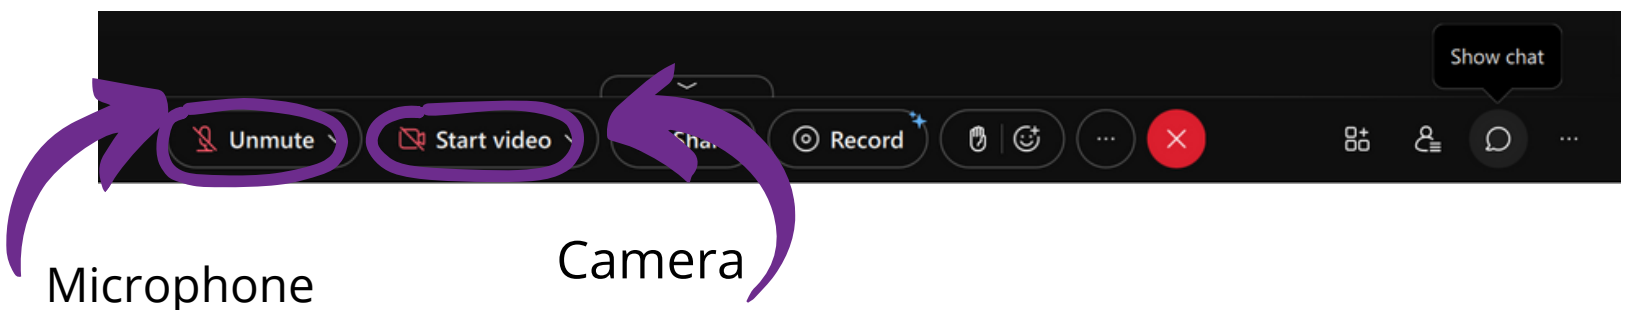 Show chat
Unmute
Start video
Record
Microphone
Camera